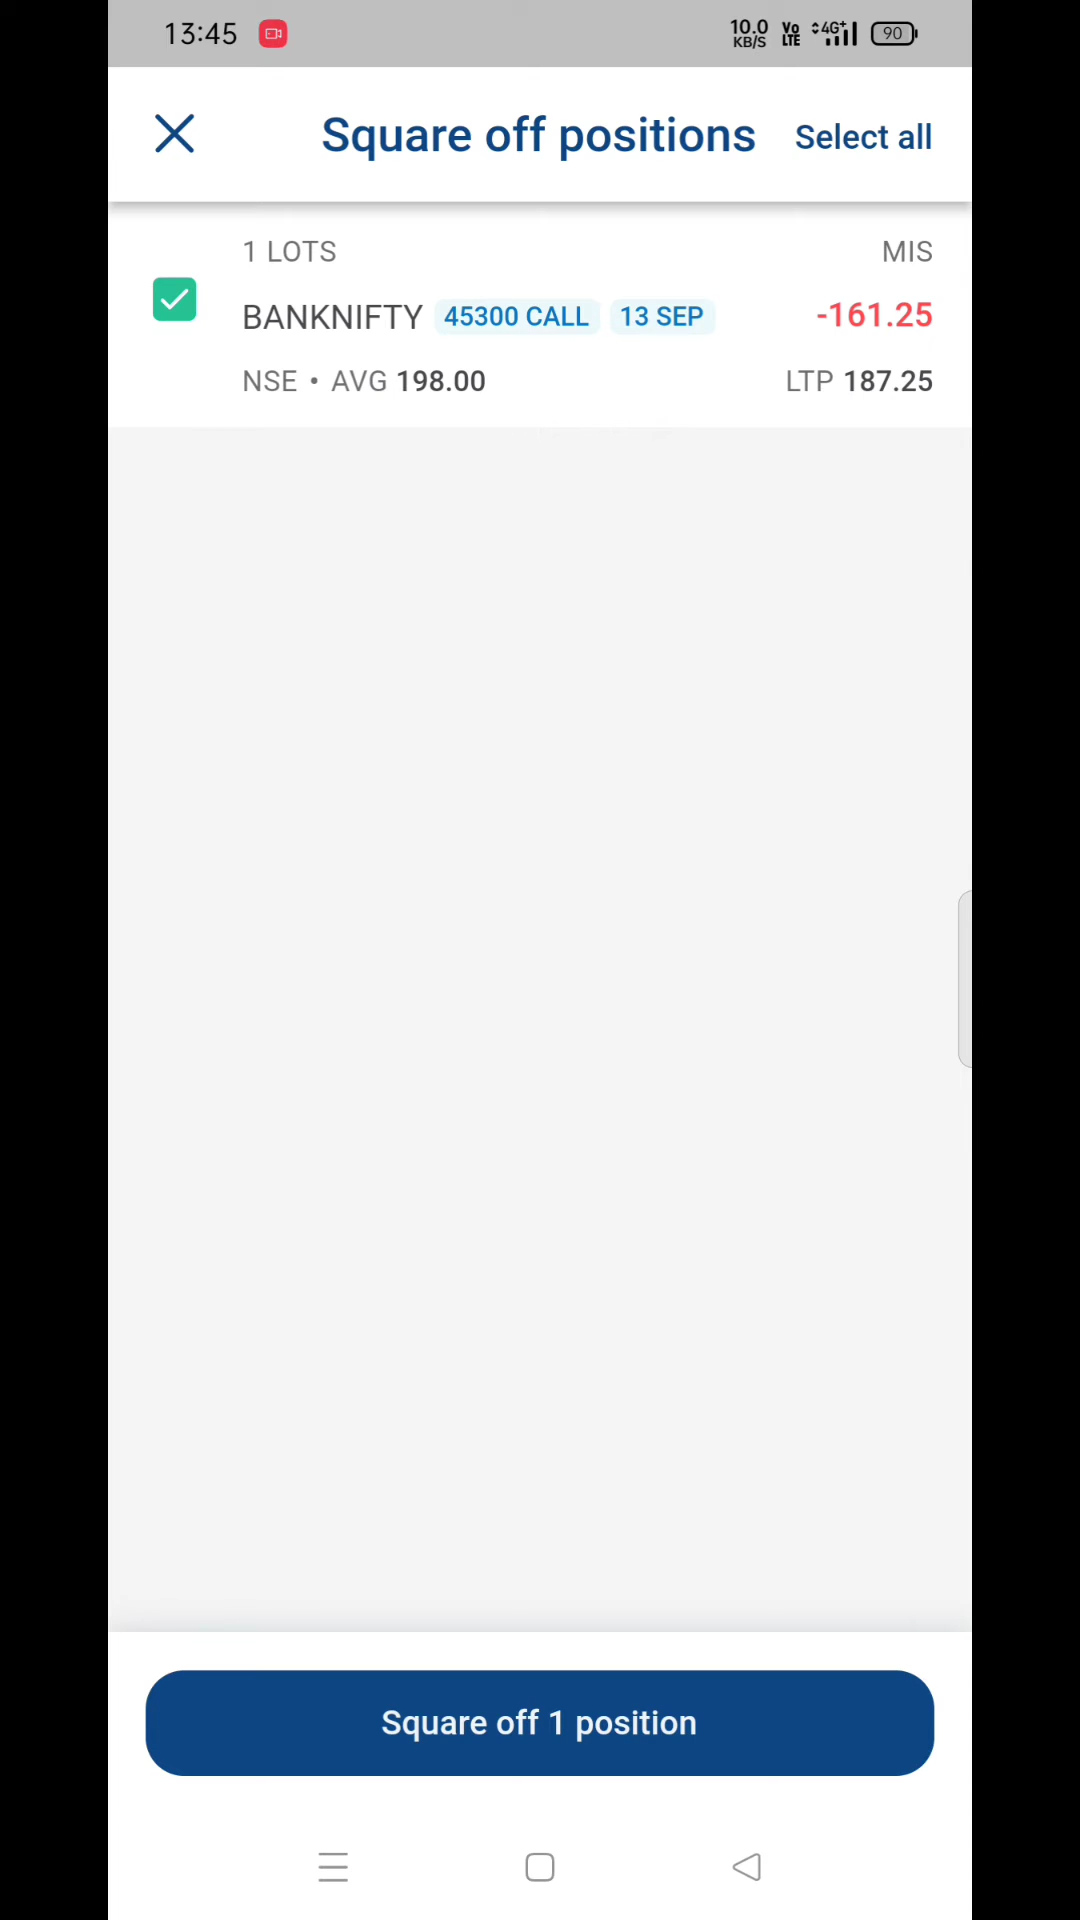 13:45 10.0 KB/S Vo LTE 4G+ 90
Square off positions Select all
1 LOTS MIS
BANKNIFTY 45300 CALL 13 SEP -161.25
NSE • AVG 198.00 LTP 187.25
Square off 1 position